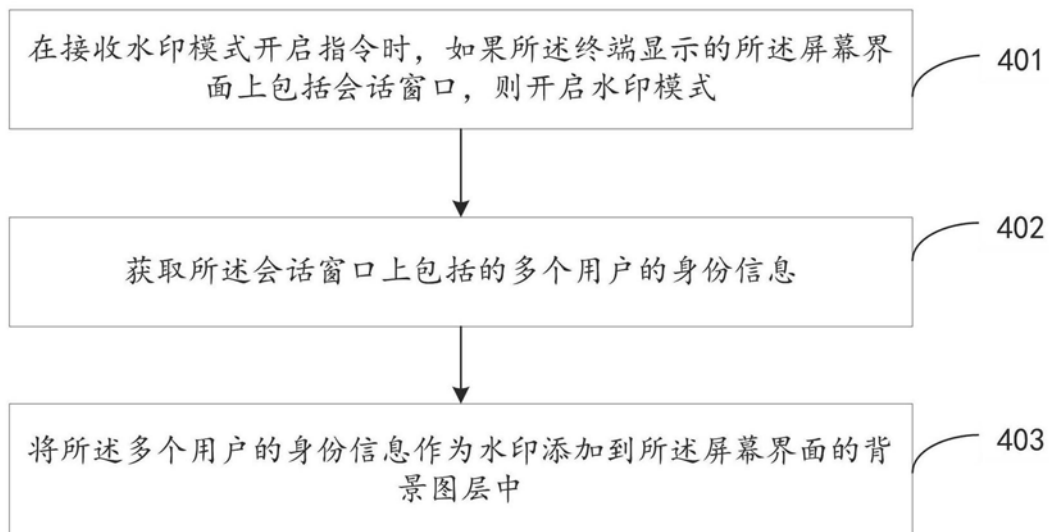 在接收水印模式开启指令时，如果所述终端显示的所述屏幕界
面上包括会话窗口，则开启水印模式
401
获取所述会话窗口上包括的多个用户的身份信息
402
将所述多个用户的身份信息作为水印添加到所述屏幕界面的背
景图层中
403